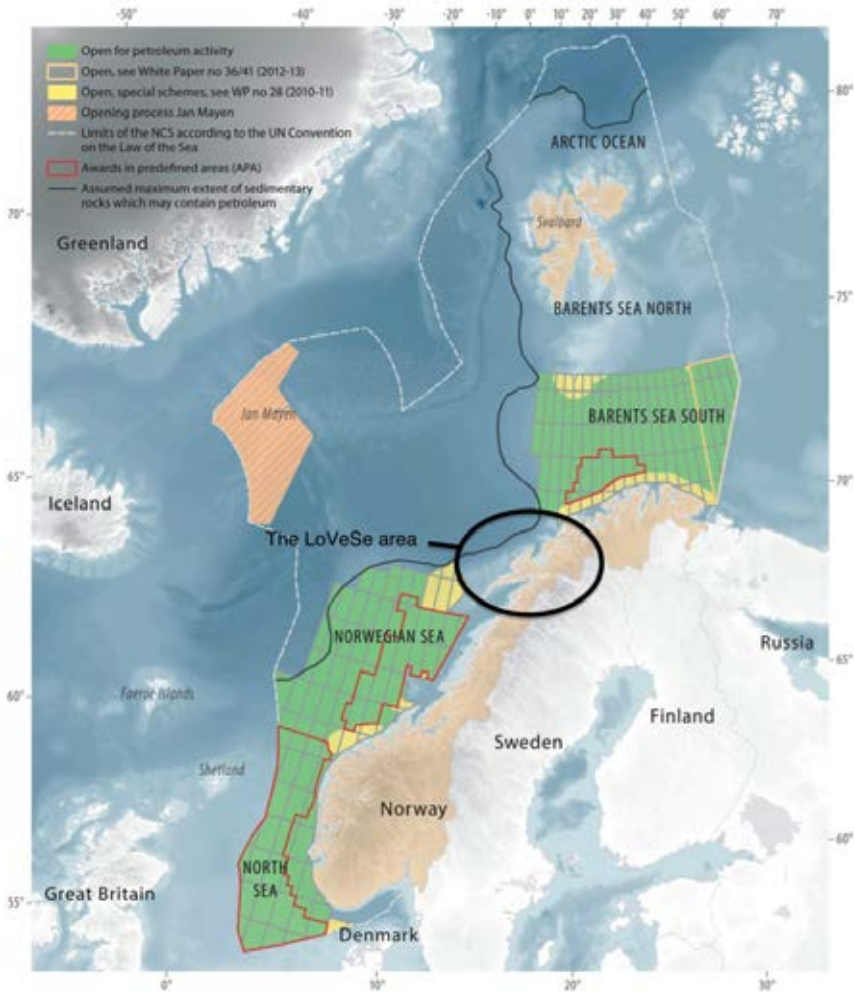 -50° -40° -30° -20° -10° 0° 10° 20° 30° 40° 50° 60° 70°
Open for petroleum activity
Open, see White Paper no 36/41 (2012-13)
Open, special schemes, see WP no 28 (2010-11)
Opening process Jan Mayen
Limits of the NCS according to the UN Convention
on the Law of the Sea
Awards in predefined areas (APA)
Assumed maximum extent of sedimentary
rocks which may contain petroleum
80°
ARCTIC OCEAN
70°
Svalbard
Greenland
75°
BARENTS SEA NORTH
Jan Mayen
BARENTS SEA SOUTH
65°
70°
Iceland
The LoVeSe area
NORWEGIAN SEA
Russia
65°
60°
Faeroe Islands
Finland
Sweden
Shetland
Norway
60°
NORTH
SEA
Great Britain
55°
Denmark
0° 10° 20° 30°